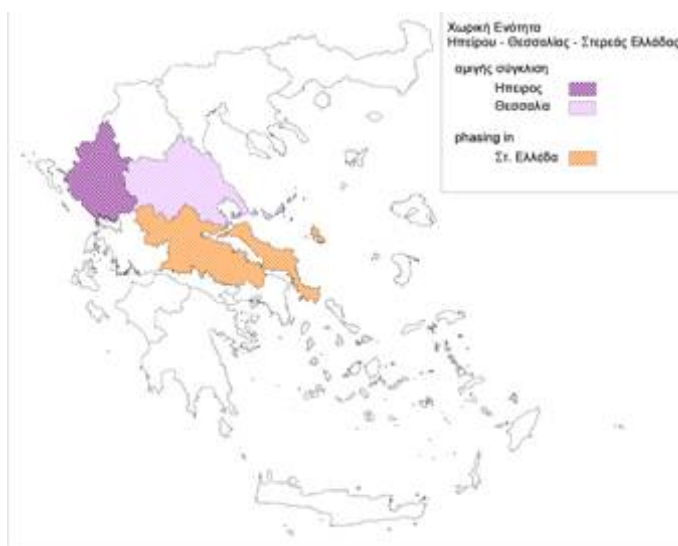 Χωρική Ενότητα
Ηπείρου - Θεσσαλίας - Στερεάς Ελλάδας
αμιγής σύγκλιση
Ήπειρος
Θεσσαλία
phasing in
Στ. Ελλάδα